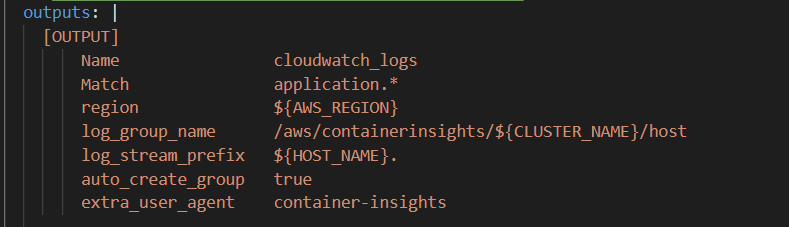 outputs: |
[OUTPUT]
Name cloudwatch_logs
Match application.*
region ${AWS_REGION}
log_group_name /aws/containerinsights/${CLUSTER_NAME}/host
log_stream_prefix ${HOST_NAME}.
auto_create_group true
extra_user_agent container-insights